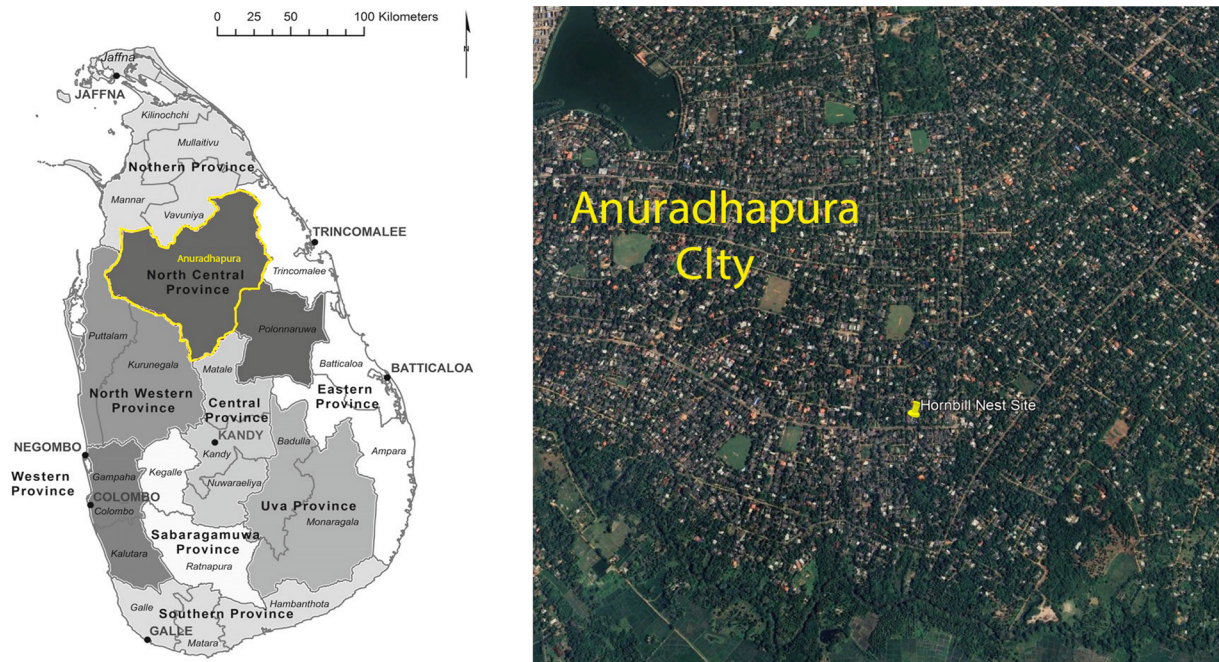 0 25 50 100 Kilometers
N
Jaffna
JAFFNA
Kilinochchi
Mullaitivu
Nothern Province
Mannar
Vavuniya
TRINCOMALEE
Anuradhapura
North Central
Province
Trincomalee
Puttalam
Polonnaruwa
Kurunegala
Matale
Batticaloa
BATTICALOA
North Western
Province
Central
Province
Eastern
Province
KANDY
Kandy
Badulla
NEGOMBO
Ampara
Western
Province
Gampaha
Kegalle
Nuwaraeliya
COLOMBO
Colombo
Uva Province
Monaragala
Sabaragamuwa
Province
Kalutara
Ratnapura
Galle
Hambanthota
Southern Province
GALLE
Matara
Anuradhapura
CIty
Hornbill Nest Site